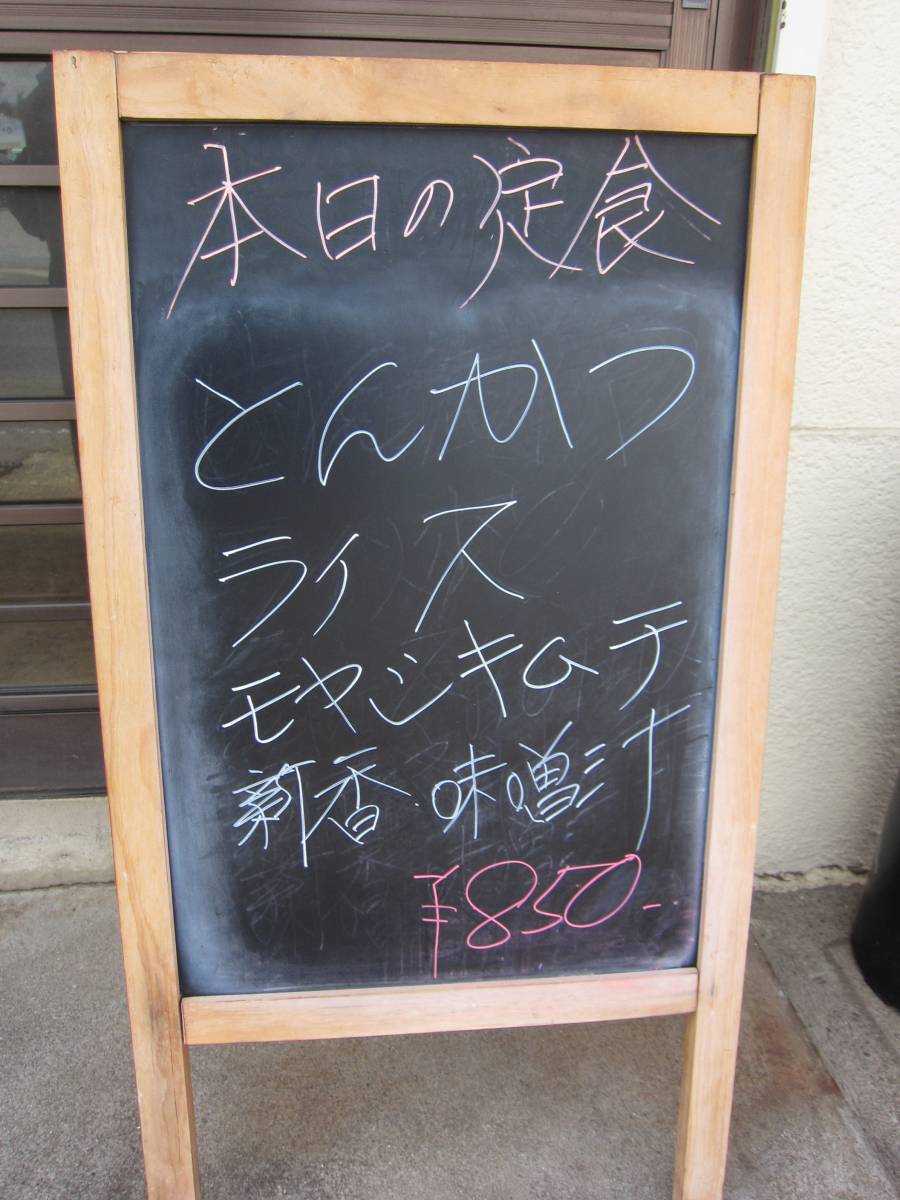 本日の定食
とんかつ
ライス
モヤシキムチ
新香・味噌汁
¥850--